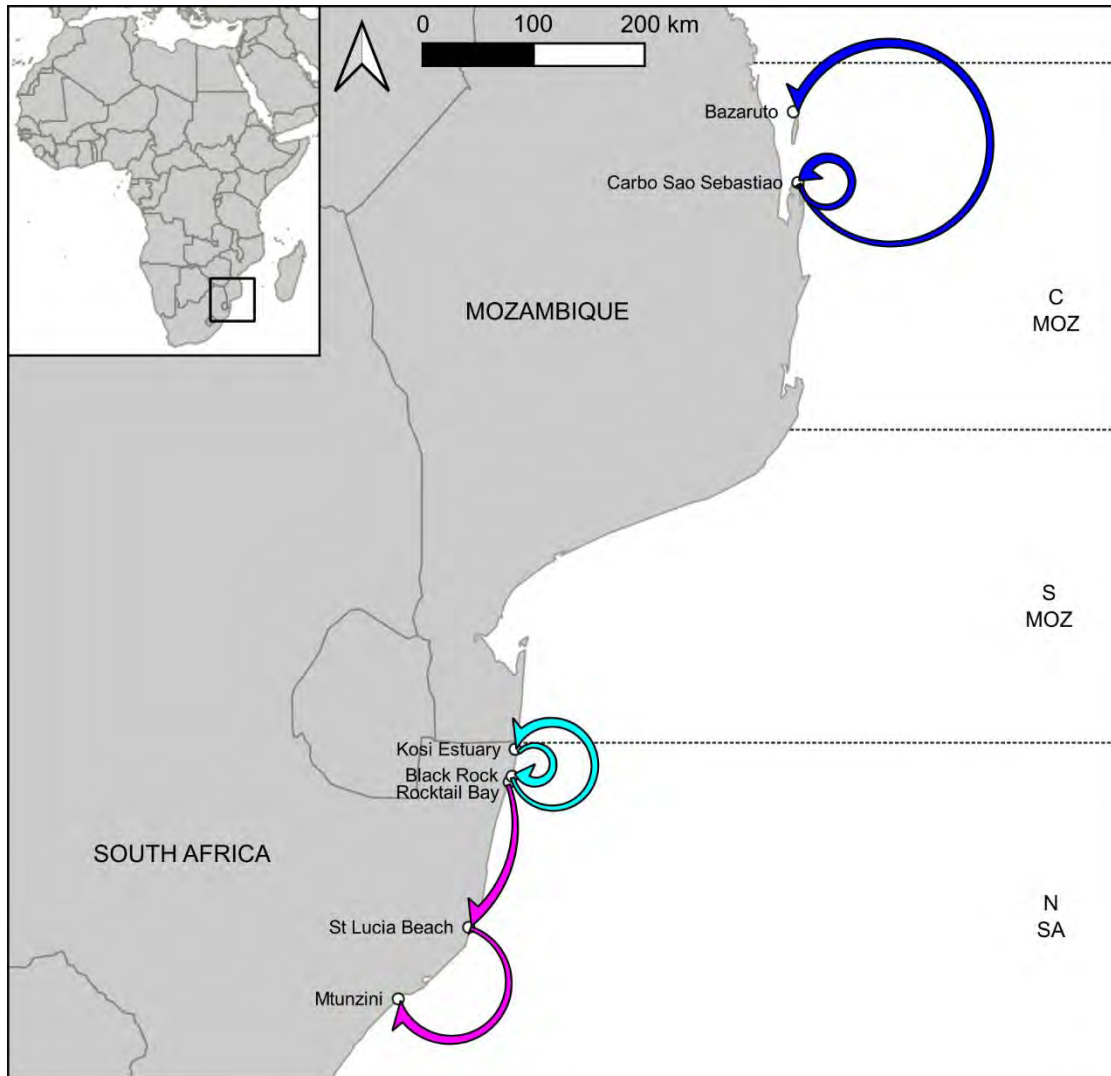 0 100 200 km
Bazaruto
Carbo Sao Sebastiao
MOZAMBIQUE
C
MOZ
S
MOZ
Kosi Estuary
Black Rock
Rocktail Bay
SOUTH AFRICA
N
SA
St Lucia Beach
Mtunzini